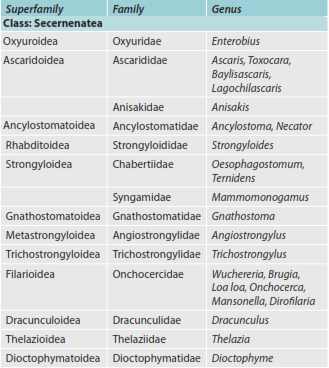 Superfamily Family Genus
Class: Secernenatea
Oxyuroidea Oxyuridae Enterobius
Ascaridoidea Ascarididae Ascaris, Toxocara,
Baylisascaris,
Lagochilascaris
Anisakidae Anisakis
Ancylostomatoidea Ancylostomatidae Ancylostoma, Necator
Rhabditoidea Strongyloididae Strongyloides
Strongyloidea Chabertiidae Oesophagostomum,
Ternidens
Syngamidae Mammomonogamus
Gnathostomatoidea Gnathostomatidae Gnathostoma
Metastrongyloidea Angiostrongylidae Angiostrongylus
Trichostrongyloidea Trichostrongylidae Trichostrongylus
Filarioidea Onchocercidae Wuchereria, Brugia,
Loa loa, Onchocerca,
Mansonella, Dirofilaria
Dracunculoidea Dracunculidae Dracunculus
Thelazioidea Thelaziidae Thelazia
Dioctophymatoidea Dioctophymatidae Dioctophyme